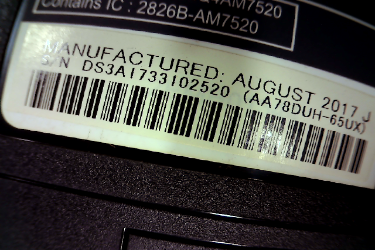 Contains IC : 2826B-AM7520
MANUFACTURED: AUGUST 2017 J
S/N DS3A1733102520 (AA78DUH-65UX)